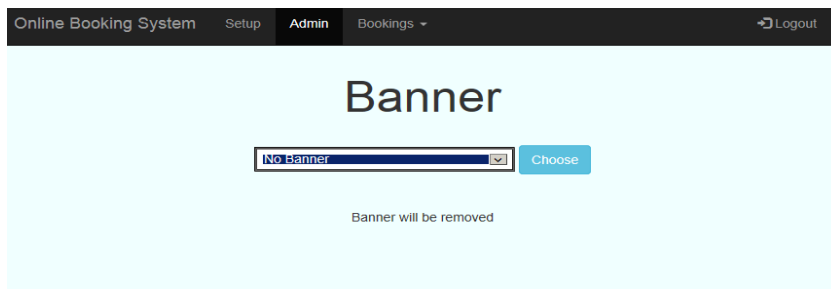 Online Booking System Setup Admin Bookings Logout
Banner
No Banner Choose
Banner will be removed